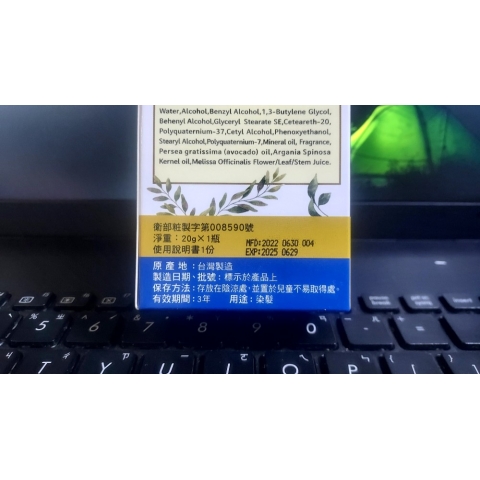 Water,Alcohol,Benzyl Alcohol,1,3-Butylene Glycol,
Behenyl Alcohol,Glyceryl Stearate SE,Ceteareth-20,
Polyquaternium-37,Cetyl Alcohol,Phenoxyethanol,
Stearyl Alcohol,Polyquaternium-7,Mineral oil, Fragrance,
Persea gratissima (avocado) oil,Argania Spinosa
Kernel oil,Melissa Officinalis Flower/Leaf/Stem Juice.
衛部粧製字第008590號
淨重：20g×1瓶
使用說明書1份
MFD:2022 0630 004
EXP:2025 0629
原 產 地：台灣製造
製造日期、批號：標示於產品上
保存方法：存放在陰涼處，並置於兒童不易取得處。
有效期間：3年 用途：染髮
% 5 6 7 8 9 0
T Y U I O P